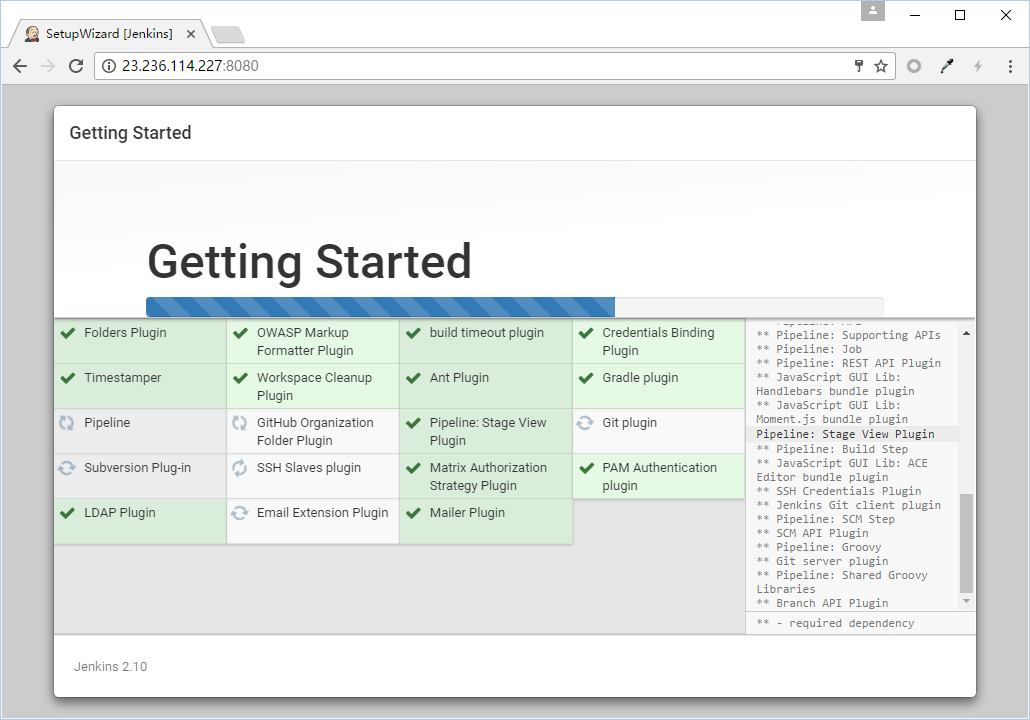 SetupWizard [Jenkins]
23.236.114.227:8080
Getting Started
Getting Started
Folders Plugin
OWASP Markup
Formatter Plugin
build timeout plugin
Credentials Binding
Plugin
Timestamper
Workspace Cleanup
Plugin
Ant Plugin
Gradle plugin
Pipeline
GitHub Organization
Folder Plugin
Pipeline: Stage View
Plugin
Git plugin
Subversion Plug-in
SSH Slaves plugin
Matrix Authorization
Strategy Plugin
PAM Authentication
plugin
LDAP Plugin
Email Extension Plugin
Mailer Plugin
** Pipeline: Supporting APIs
** Pipeline: Job
** Pipeline: REST API Plugin
** JavaScript GUI Lib:
Handlebars bundle plugin
** JavaScript GUI Lib:
Moment.js bundle plugin
Pipeline: Stage View Plugin
** Pipeline: Build Step
** JavaScript GUI Lib: ACE
Editor bundle plugin
** SSH Credentials Plugin
** Jenkins Git client plugin
** Pipeline: SCM Step
** SCM API Plugin
** Pipeline: Groovy
** Git server plugin
** Pipeline: Shared Groovy
Libraries
** Branch API Plugin
** - required dependency
Jenkins 2.10